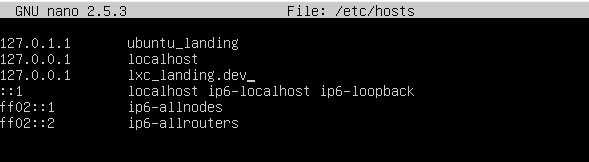 GNU nano 2.5.3 File: /etc/hosts
127.0.1.1 ubuntu_landing
127.0.0.1 localhost
127.0.0.1 lxc_landing.dev
::1 localhost ip6-localhost ip6-loopback
ff02::1 ip6-allnodes
ff02::2 ip6-allrouters